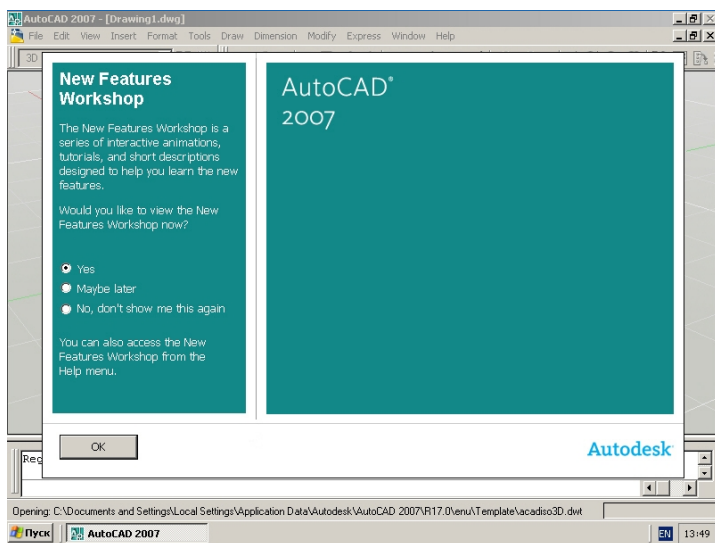 AutoCAD 2007 - [Drawing1.dwg]
File Edit View Insert Format Tools Draw Dimension Modify Express Window Help
3D
New Features
Workshop
The New Features Workshop is a
series of interactive animations,
tutorials, and short descriptions
designed to help you learn the new
features.
Would you like to view the New
Features Workshop now?
Yes
Maybe later
No, don't show me this again
You can also access the New
Features Workshop from the
Help menu.
AutoCAD®
2007
OK
Autodesk
Reg
Opening: C:\Documents and Settings\Local Settings\Application Data\Autodesk\AutoCAD 2007\R17.0\enu\Template\acadiso3D.dwt
Пуск
AutoCAD 2007
EN
13:49